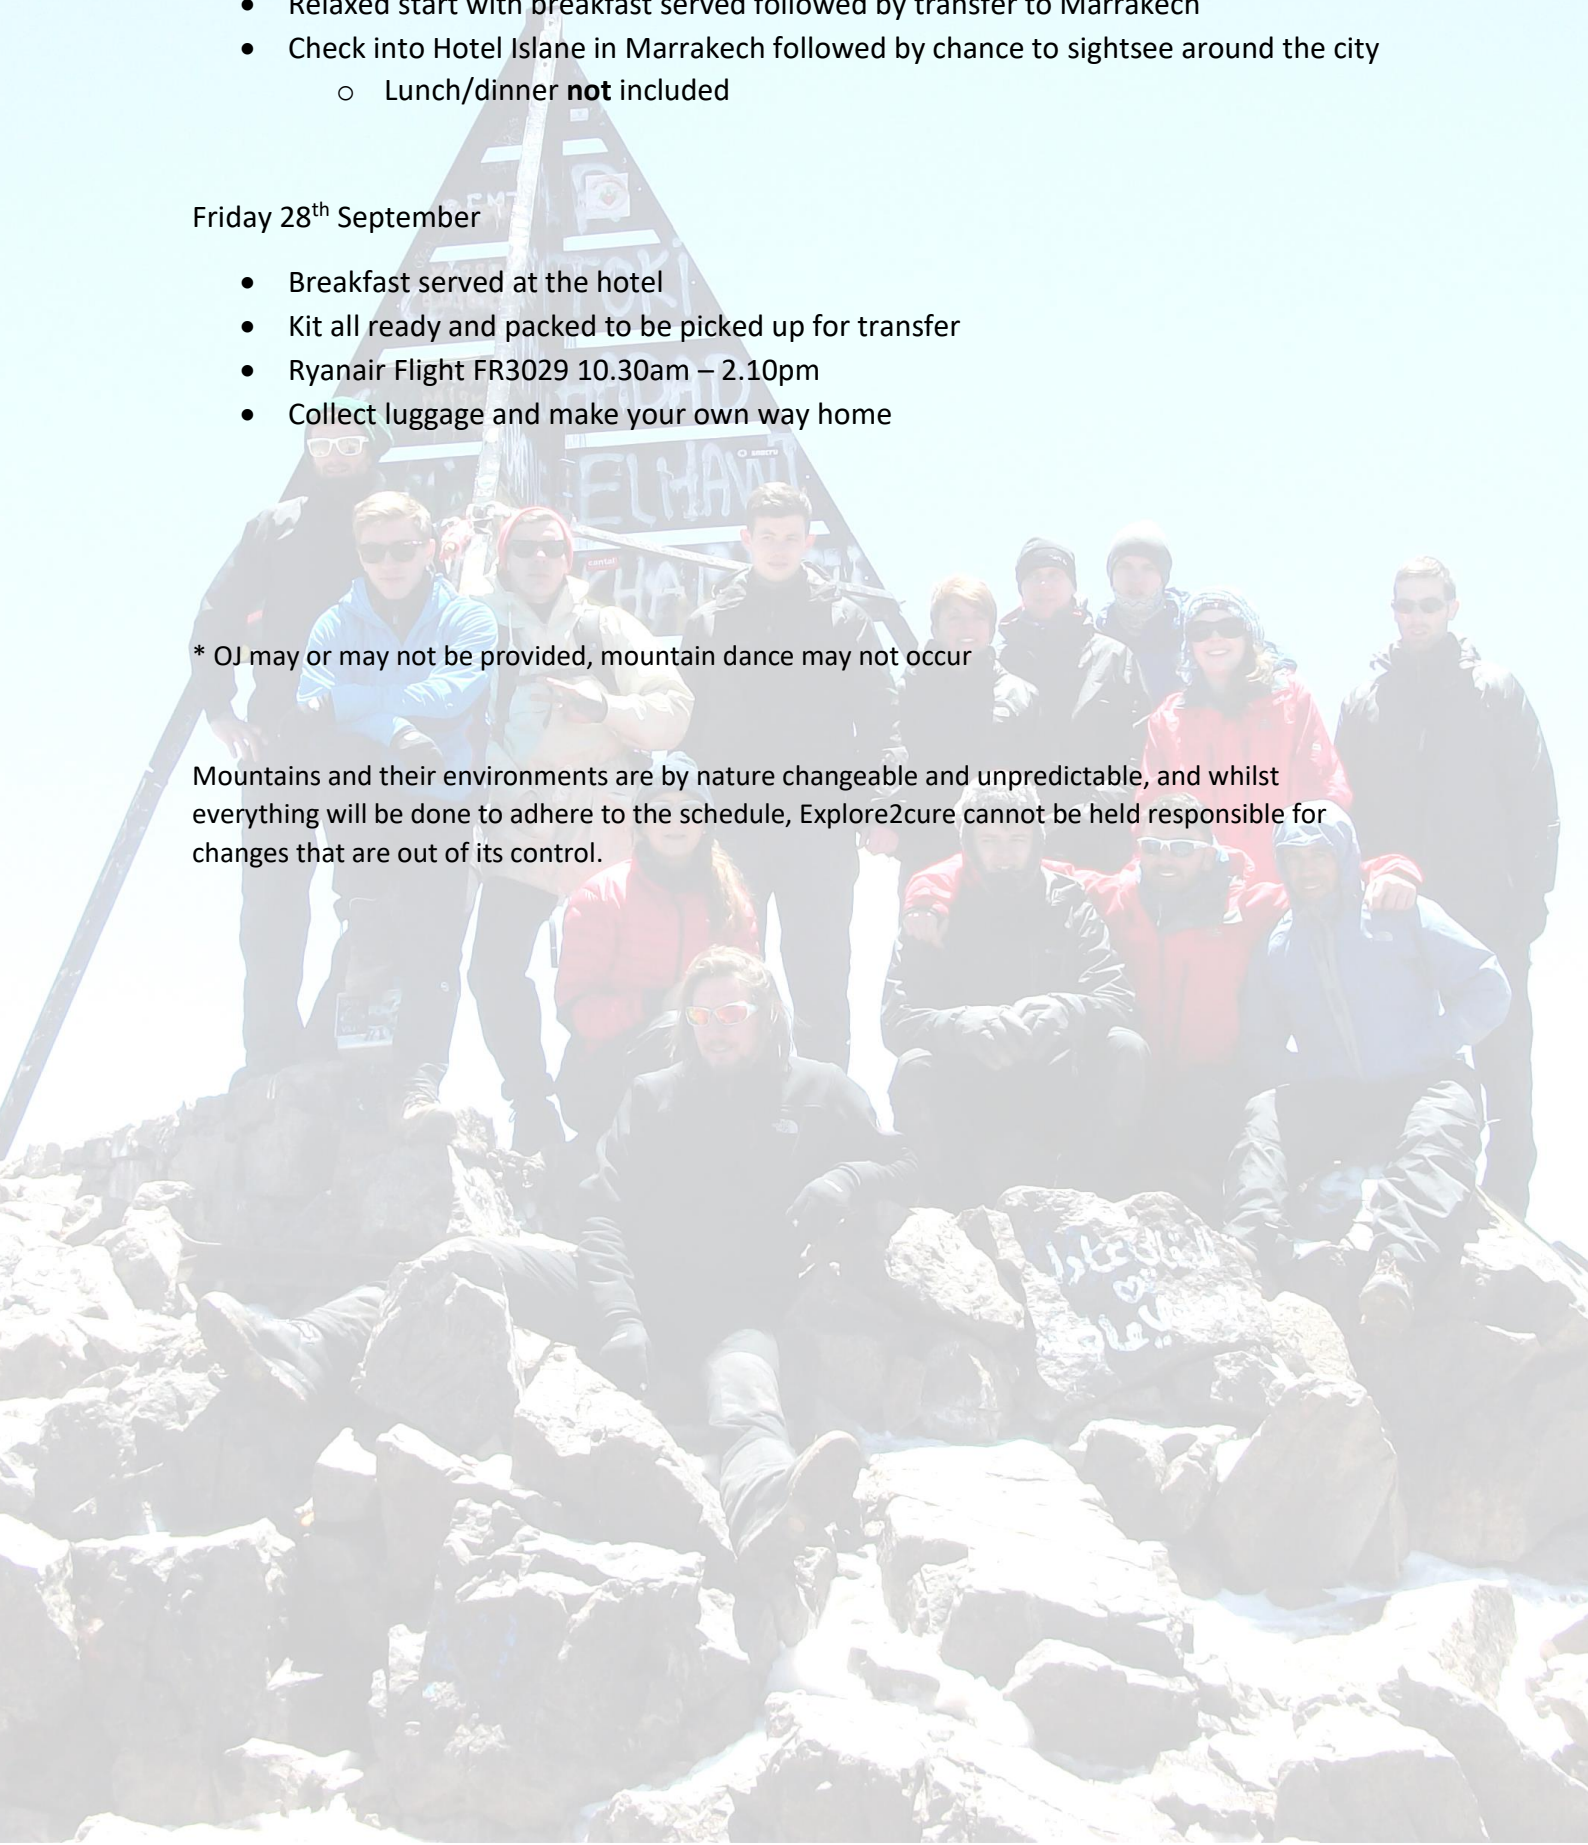 Relaxed start with breakfast served followed by transfer to Marrakech
Check into Hotel Islane in Marrakech followed by chance to sightsee around the city
Lunch/dinner not included
Friday 28th September
Breakfast served at the hotel
Kit all ready and packed to be picked up for transfer
TOKi
Ryanair Flight FR3029 10.30am – 2.10pm
HADAD
Collect luggage and make your own way home
ELHAWI
* OJ may or may not be provided, mountain dance may not occur
Mountains and their environments are by nature changeable and unpredictable, and whilst
everything will be done to adhere to the schedule, Explore2cure cannot be held responsible for
changes that are out of its control.